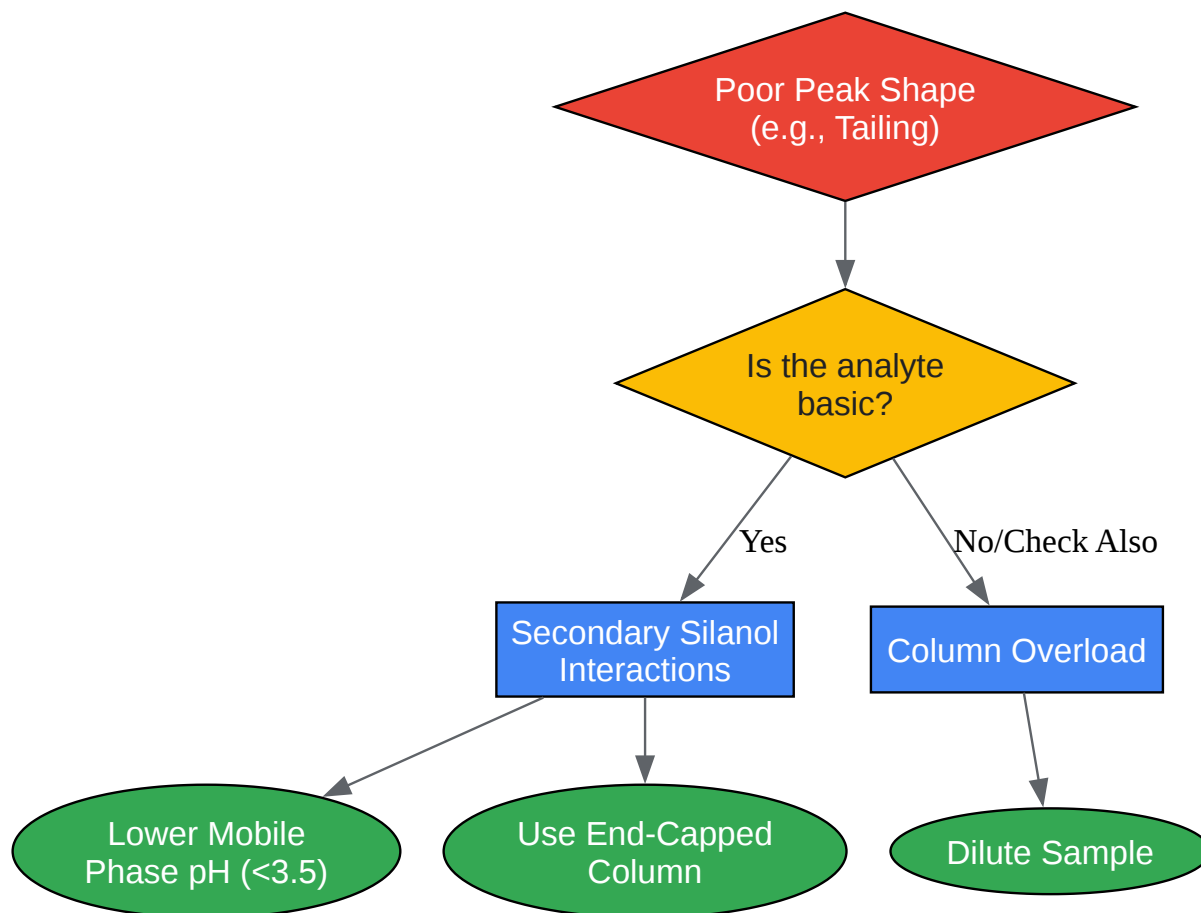 Poor Peak Shape
(e.g., Tailing)
Is the analyte
basic?
Yes
No/Check Also
Secondary Silanol
Interactions
Column Overload
Lower Mobile
Phase pH (<3.5)
Use End-Capped
Column
Dilute Sample